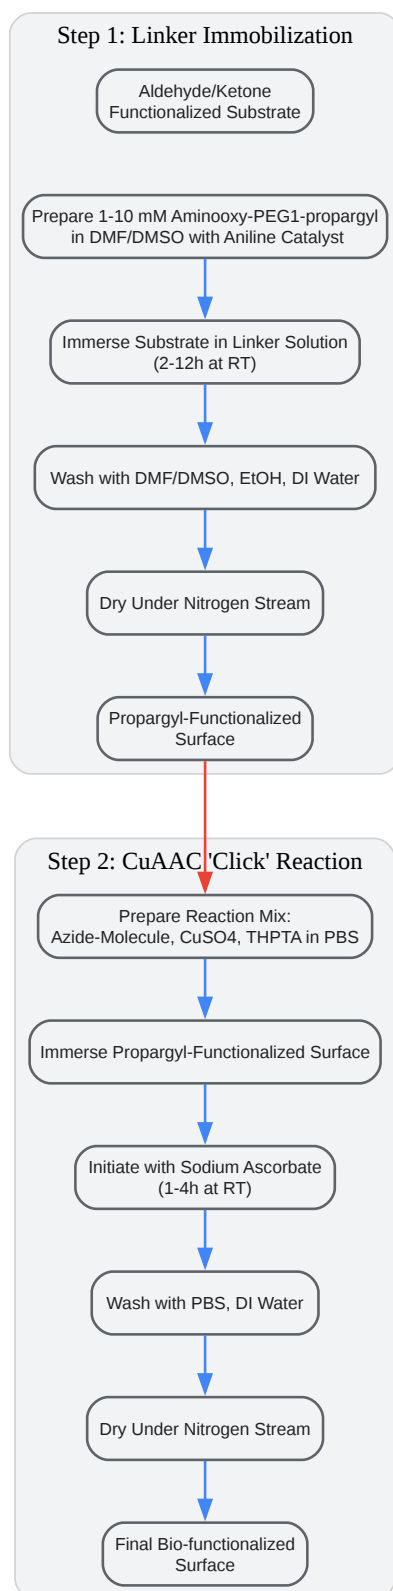 Step 1: Linker Immobilization
Aldehyde/Ketone
Functionalized Substrate
Prepare 1-10 mM Aminooxy-PEG1-propargyl
in DMF/DMSO with Aniline Catalyst
Immerse Substrate in Linker Solution
(2-12h at RT)
Wash with DMF/DMSO, EtOH, DI Water
Dry Under Nitrogen Stream
Propargyl-Functionalized
Surface
Step 2: CuAAC 'Click' Reaction
Prepare Reaction Mix:
Azide-Molecule, CuSO4, THPTA in PBS
Immerse Propargyl-Functionalized Surface
Initiate with Sodium Ascorbate
(1-4h at RT)
Wash with PBS, DI Water
Dry Under Nitrogen Stream
Final Bio-functionalized
Surface